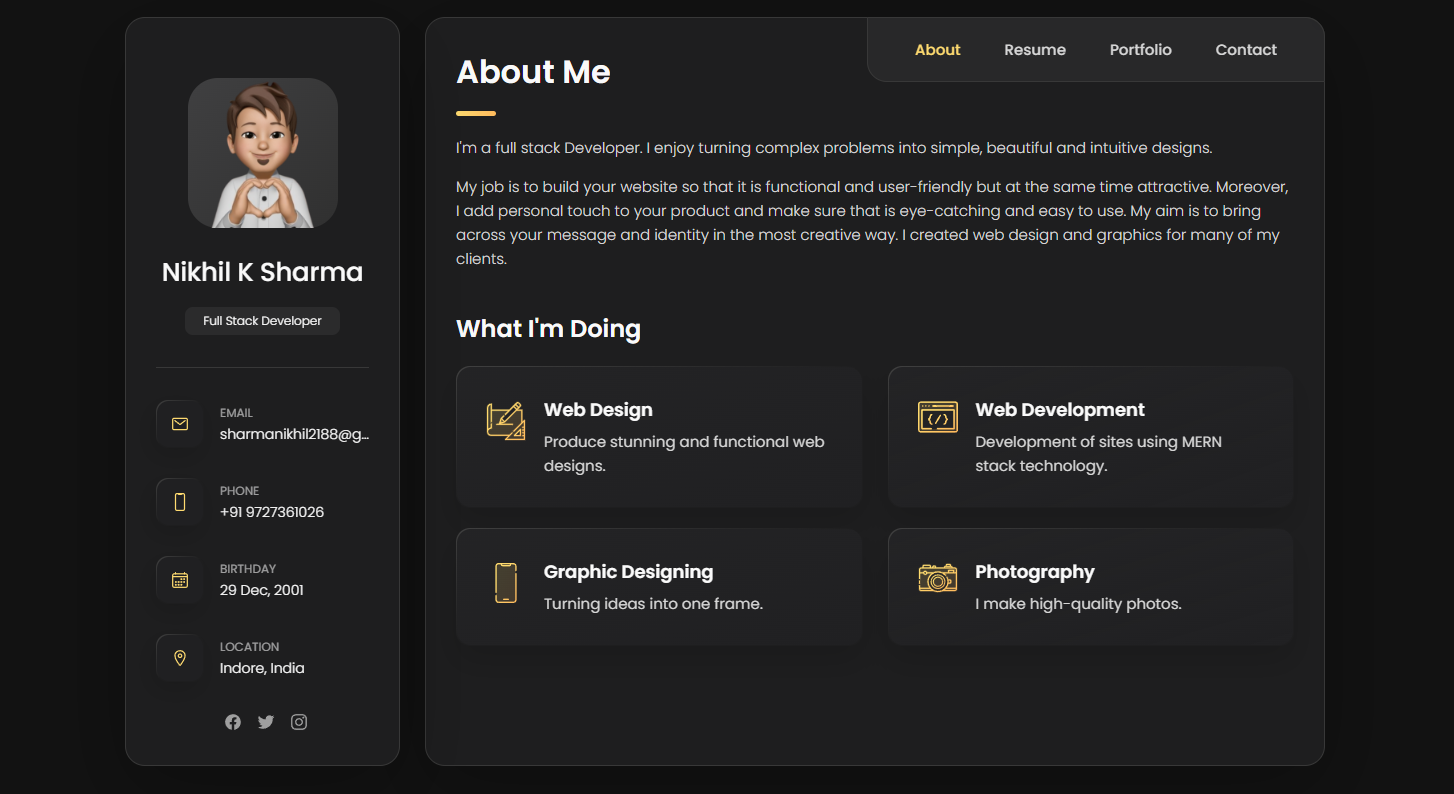 Nikhil K Sharma
Full Stack Developer
EMAIL
sharmanikhil2188@g...
PHONE
+91 9727361026
BIRTHDAY
29 Dec, 2001
LOCATION
Indore, India
About Resume Portfolio Contact
About Me
I'm a full stack Developer. I enjoy turning complex problems into simple, beautiful and intuitive designs.
My job is to build your website so that it is functional and user-friendly but at the same time attractive. Moreover,
I add personal touch to your product and make sure that is eye-catching and easy to use. My aim is to bring
across your message and identity in the most creative way. I created web design and graphics for many of my
clients.
What I'm Doing
Web Design
Produce stunning and functional web
designs.
Web Development
Development of sites using MERN
stack technology.
Graphic Designing
Turning ideas into one frame.
Photography
I make high-quality photos.